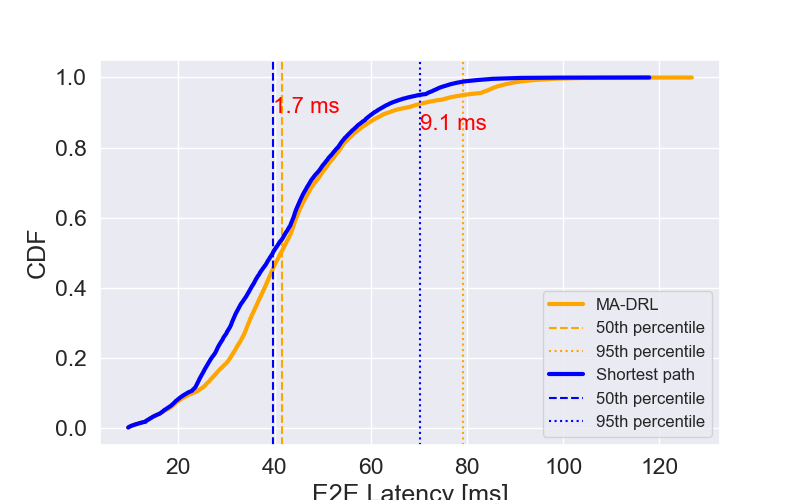 1.0
0.8
0.6
0.4
0.2
0.0
CDF
1.7 ms
9.1 ms
MA-DRL
50th percentile
95th percentile
Shortest path
50th percentile
95th percentile
20 40 60 80 100 120
E2E Latency [ms]